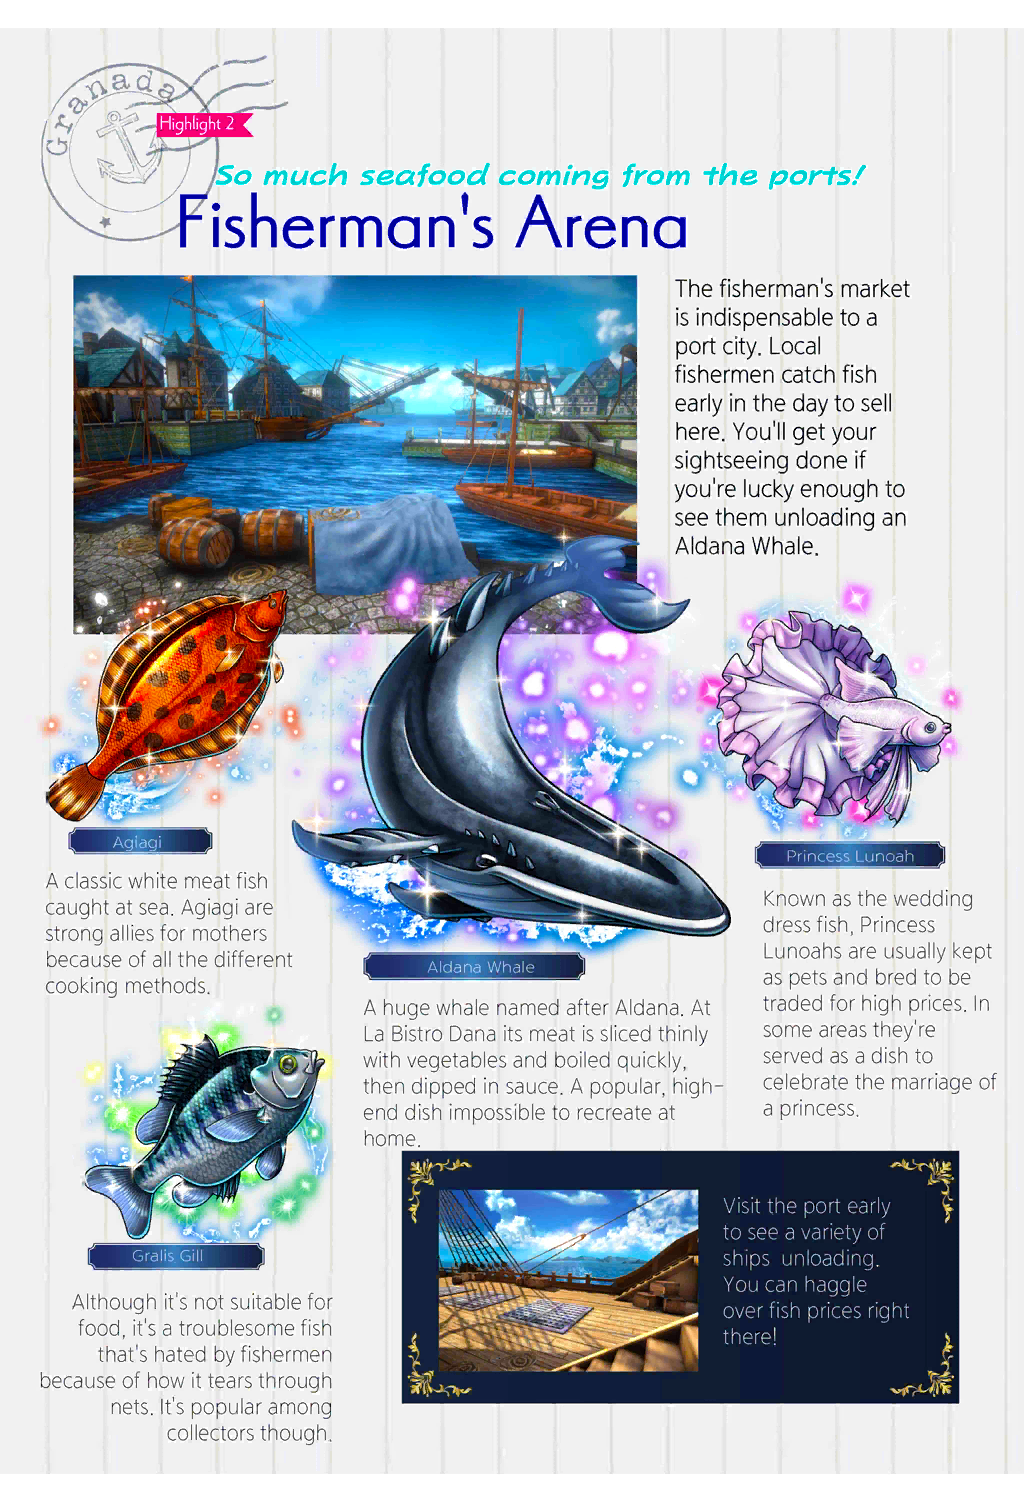 Granada
Highlight 2
So much seafood coming from the ports!
Fisherman's Arena
The fisherman's market
is indispensable to a
port city. Local
fishermen catch fish
early in the day to sell
here. You'll get your
sightseeing done if
you're lucky enough to
see them unloading an
Aldana Whale.
Agiagi
A classic white meat fish
caught at sea. Agiagi are
strong allies for mothers
because of all the different
cooking methods.
Aldana Whale
A huge whale named after Aldana. At
La Bistro Dana its meat is sliced thinly
with vegetables and boiled quickly,
then dipped in sauce. A popular, high-
end dish impossible to recreate at
home.
Princess Lunoah
Known as the wedding
dress fish, Princess
Lunoahs are usually kept
as pets and bred to be
traded for high prices. In
some areas they're
served as a dish to
celebrate the marriage of
a princess.
Gralis Gill
Although it's not suitable for
food, it's a troublesome fish
that's hated by fishermen
because of how it tears through
nets. It's popular among
collectors though.
Visit the port early
to see a variety of
ships unloading.
You can haggle
over fish prices right
there!